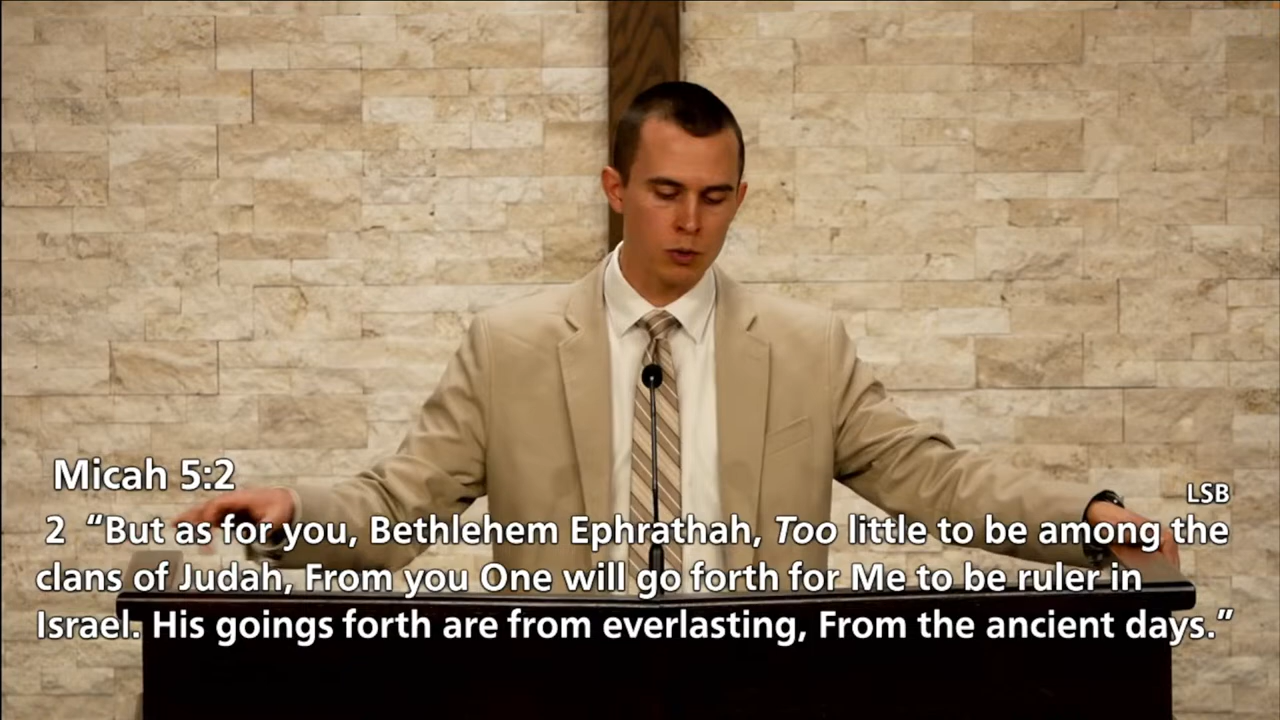 Micah 5:2
LSB
2 “But as for you, Bethlehem Ephrathah, Too little to be among the
clans of Judah, From you One will go forth for Me to be ruler in
Israel. His goings forth are from everlasting, From the ancient days.”